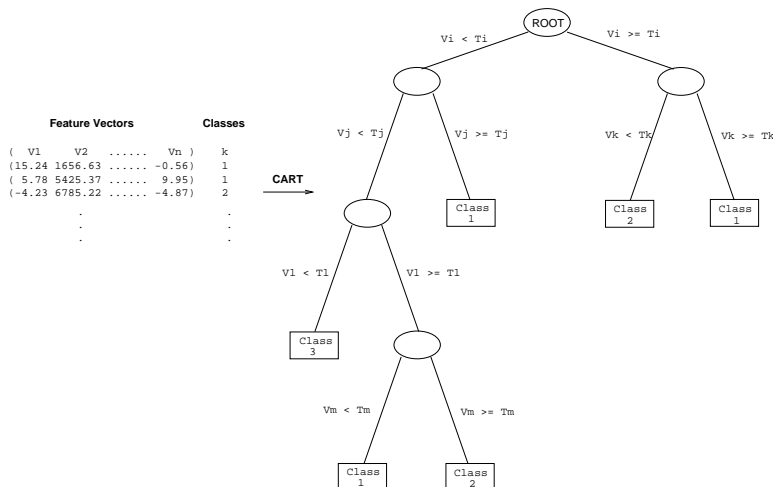 ROOT
Vi < Ti
Vi >= Ti
Feature Vectors Classes
Vj < Tj
Vj >= Tj
Vk < Tk
Vk >= Tk
( V1 V2 ...... Vn ) k
(15.24 1656.63 ...... -0.56) 1
( 5.78 5425.37 ...... 9.95) 1
(-4.23 6785.22 ...... -4.87) 2
. .
. .
. .
CART
Class
1
Class
2
Class
1
Vl < Tl
Vl >= Tl
Class
3
Vm < Tm
Vm >= Tm
Class
1
Class
2